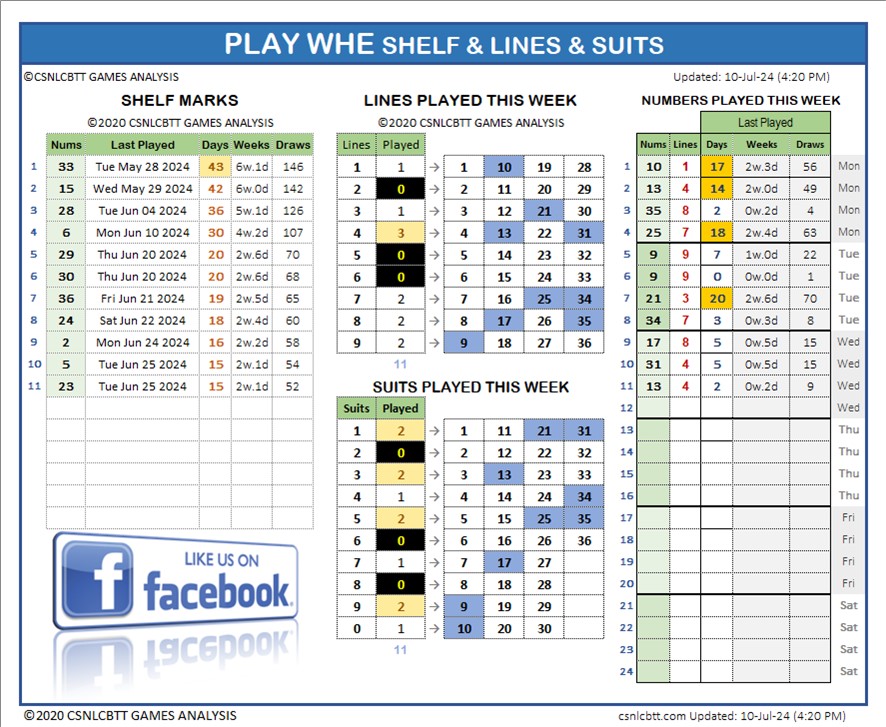 PLAY WHE SHELF & LINES & SUITS
©CSNLCBTT GAMES ANALYSIS
Updated: 10-Jul-24 (4:20 PM)
SHELF MARKS
©2020 CSNLCBTT GAMES ANALYSIS
Nums Last Played Days Weeks Draws
1 33 Tue May 28 2024 43 6w.1d 146
2 15 Wed May 29 2024 42 6w.0d 142
3 28 Tue Jun 04 2024 36 5w.1d 126
4 6 Mon Jun 10 2024 30 4w.2d 107
5 29 Thu Jun 20 2024 20 2w.6d 70
6 30 Thu Jun 20 2024 20 2w.6d 68
7 36 Fri Jun 21 2024 19 2w.5d 65
8 24 Sat Jun 22 2024 18 2w.4d 60
9 2 Mon Jun 24 2024 16 2w.2d 58
10 5 Tue Jun 25 2024 15 2w.1d 54
11 23 Tue Jun 25 2024 15 2w.1d 52
LIKE US ON
facebook.
LINES PLAYED THIS WEEK
©2020 CSNLCBTT GAMES ANALYSIS
Lines Played
1 1 → 1 10 19 28
2 0 → 2 11 20 29
3 1 → 3 12 21 30
4 3 → 4 13 22 31
5 0 → 5 14 23 32
6 0 → 6 15 24 33
7 2 → 7 16 25 34
8 2 → 8 17 26 35
9 2 → 9 18 27 36
11
SUITS PLAYED THIS WEEK
Suits Played
1 2 → 1 11 21 31
2 0 → 2 12 22 32
3 2 → 3 13 23 33
4 1 → 4 14 24 34
5 2 → 5 15 25 35
6 0 → 6 16 26 36
7 1 → 7 17 27
8 0 → 8 18 28
9 2 → 9 19 29
0 1 → 10 20 30
11
NUMBERS PLAYED THIS WEEK
Last Played
Nums Lines Days Weeks Draws
1 10 1 17 2w.3d 56 Mon
2 13 4 14 2w.0d 49 Mon
3 35 8 2 0w.2d 4 Mon
4 25 7 18 2w.4d 63 Mon
5 9 9 7 1w.0d 22 Tue
6 9 9 0 0w.0d 1 Tue
7 21 3 20 2w.6d 70 Tue
8 34 7 3 0w.3d 8 Tue
9 17 8 5 0w.5d 15 Wed
10 31 4 5 0w.5d 15 Wed
11 13 4 2 0w.2d 9 Wed
12 Wed
13 Thu
14 Thu
15 Thu
16 Thu
17 Fri
18 Fri
19 Fri
20 Fri
21 Sat
22 Sat
23 Sat
24 Sat
©2020 CSNLCBTT GAMES ANALYSIS
csnlcbtt.com Updated: 10-Jul-24 (4:20 PM)